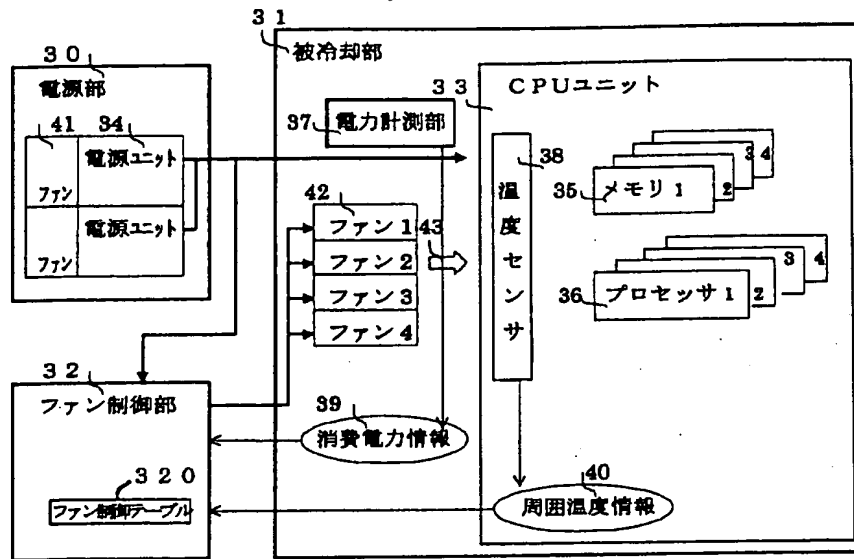 31
30
被冷却部
電源部
33
CPUユニット
37
電力計測部
41
34
電源ユニット
ファン
電源ユニット
ファン
38
温度センサ
35
メモリ1
2
3
4
42
ファン1
43
ファン2
ファン3
ファン4
36
プロセッサ1
2
3
4
32
ファン制御部
39
消費電力情報
320
ファン制御テーブル
40
周囲温度情報